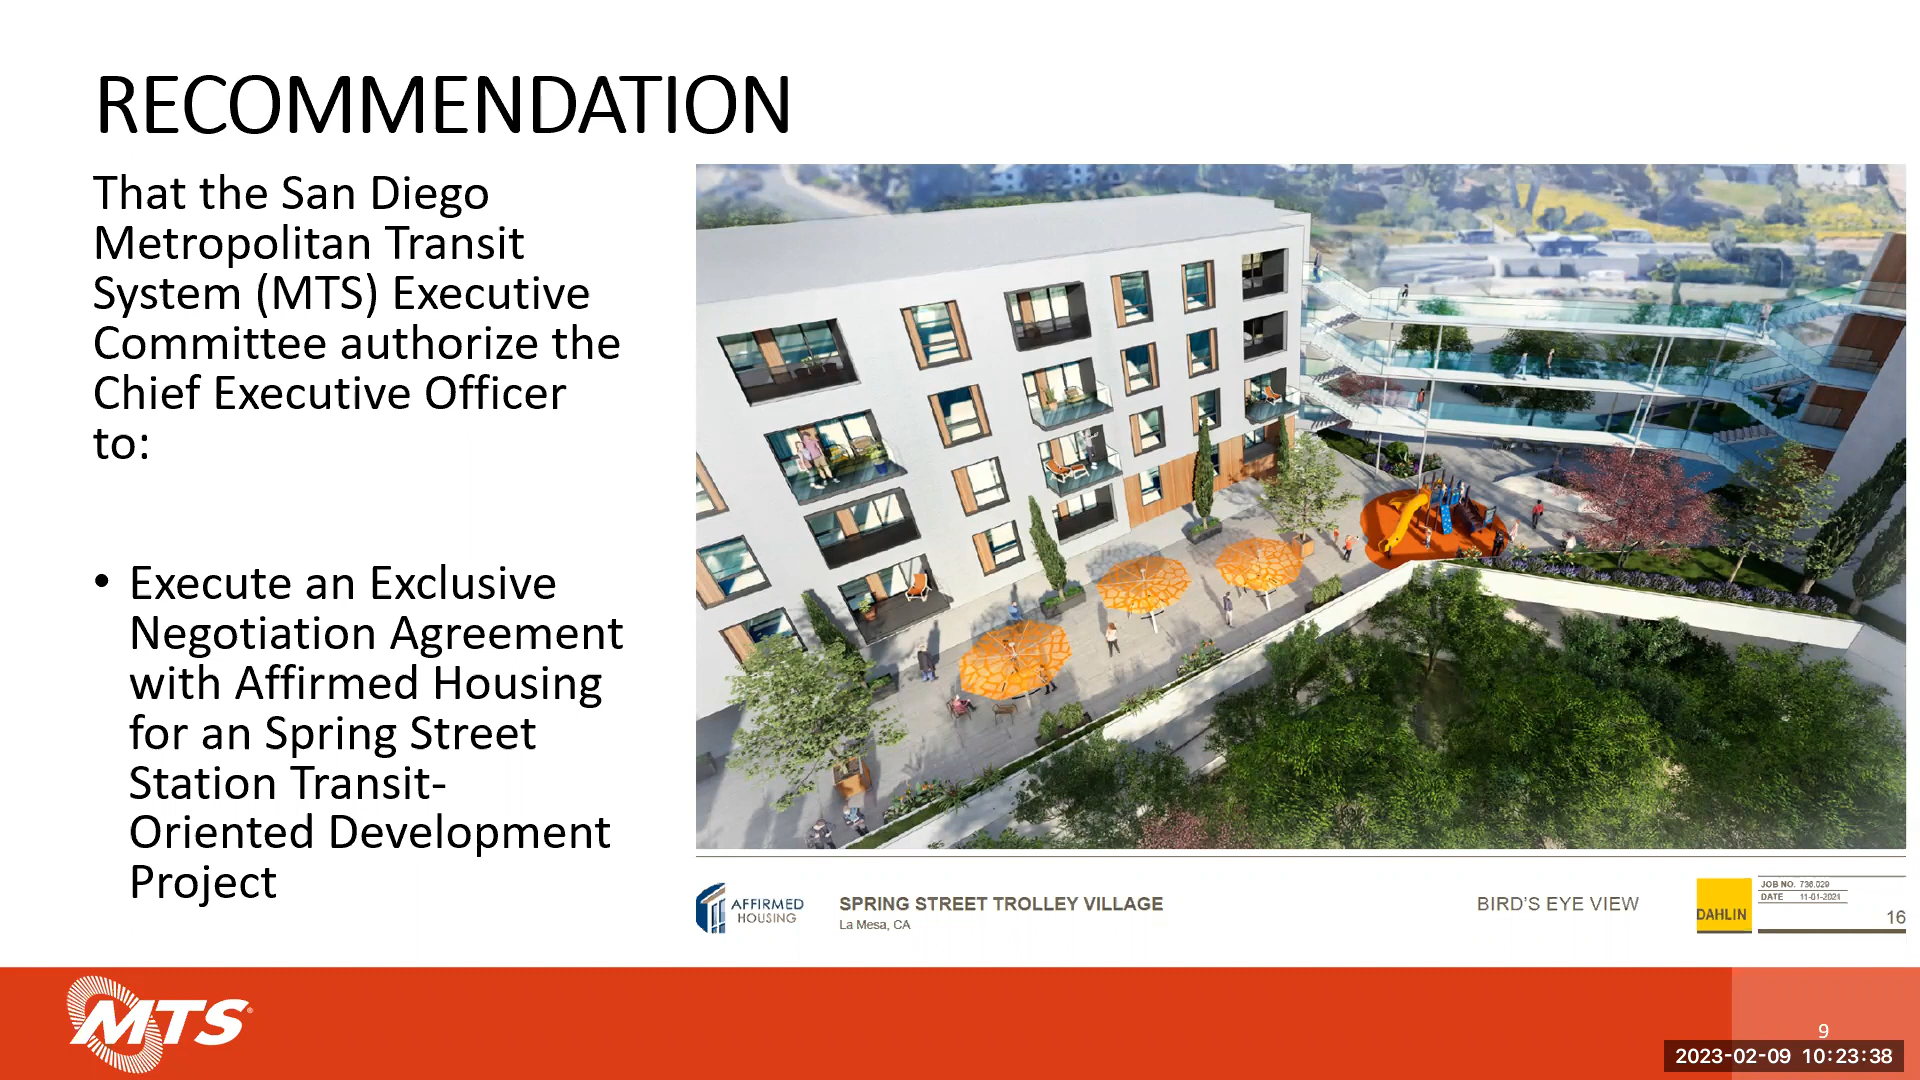 RECOMMENDATION
That the San Diego
Metropolitan Transit
System (MTS) Executive
Committee authorize the
Chief Executive Officer
to:
• Execute an Exclusive
Negotiation Agreement
with Affirmed Housing
for an Spring Street
Station Transit-
Oriented Development
Project
AFFIRMED
HOUSING
SPRING STREET TROLLEY VILLAGE
La Mesa, CA
BIRD'S EYE VIEW
DAHLIN
JOB NO. 736.029
DATE 11-01-2021
16
MTS
9
2023-02-09 10:23:38